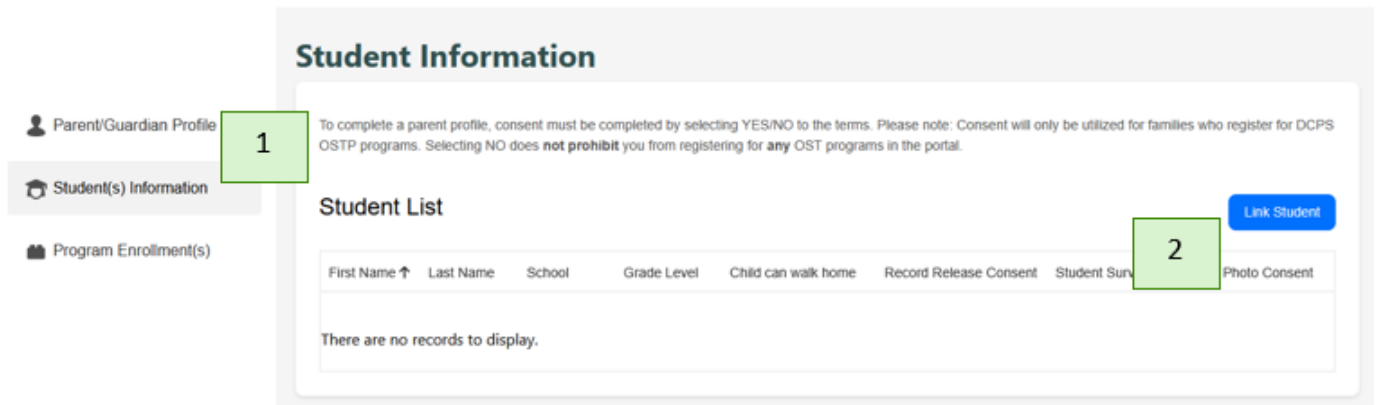 Student Information
Parent/Guardian Profile
1
To complete a parent profile, consent must be completed by selecting YES/NO to the terms. Please note: Consent will only be utilized for families who register for DCPS
OSTP programs. Selecting NO does not prohibit you from registering for any OST programs in the portal.
Student(s) Information
Program Enrollment(s)
Student List
Link Student
2
First Name ↑ Last Name School Grade Level Child can walk home Record Release Consent Student Photo Consent
There are no records to display.